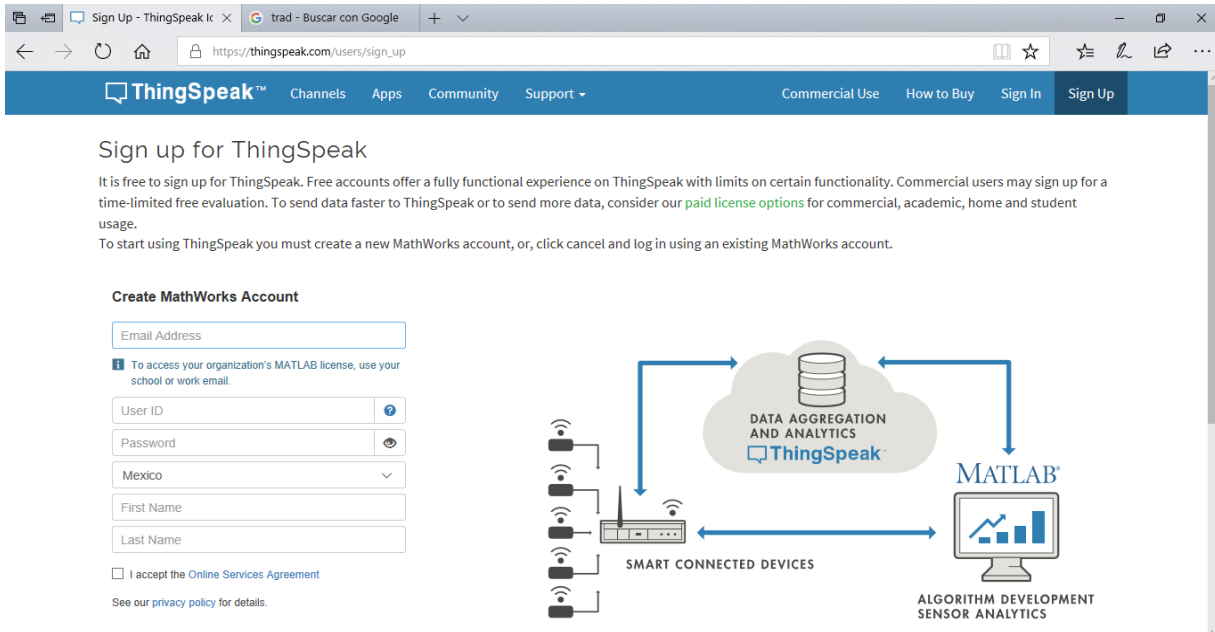 Sign Up - ThingSpeak Ic
trad - Buscar con Google
https://thingspeak.com/users/sign_up
ThingSpeak™
Channels
Apps
Community
Support
Commercial Use
How to Buy
Sign In
Sign Up
Sign up for ThingSpeak
It is free to sign up for ThingSpeak. Free accounts offer a fully functional experience on ThingSpeak with limits on certain functionality. Commercial users may sign up for a
time-limited free evaluation. To send data faster to ThingSpeak or to send more data, consider our paid license options for commercial, academic, home and student
usage.
To start using ThingSpeak you must create a new MathWorks account, or, click cancel and log in using an existing MathWorks account.
Create MathWorks Account
Email Address
To access your organization's MATLAB license, use your
school or work email.
User ID
Password
Mexico
First Name
Last Name
I accept the Online Services Agreement
See our privacy policy for details.
DATA AGGREGATION
AND ANALYTICS
ThingSpeak™
SMART CONNECTED DEVICES
MATLAB®
ALGORITHM DEVELOPMENT
SENSOR ANALYTICS